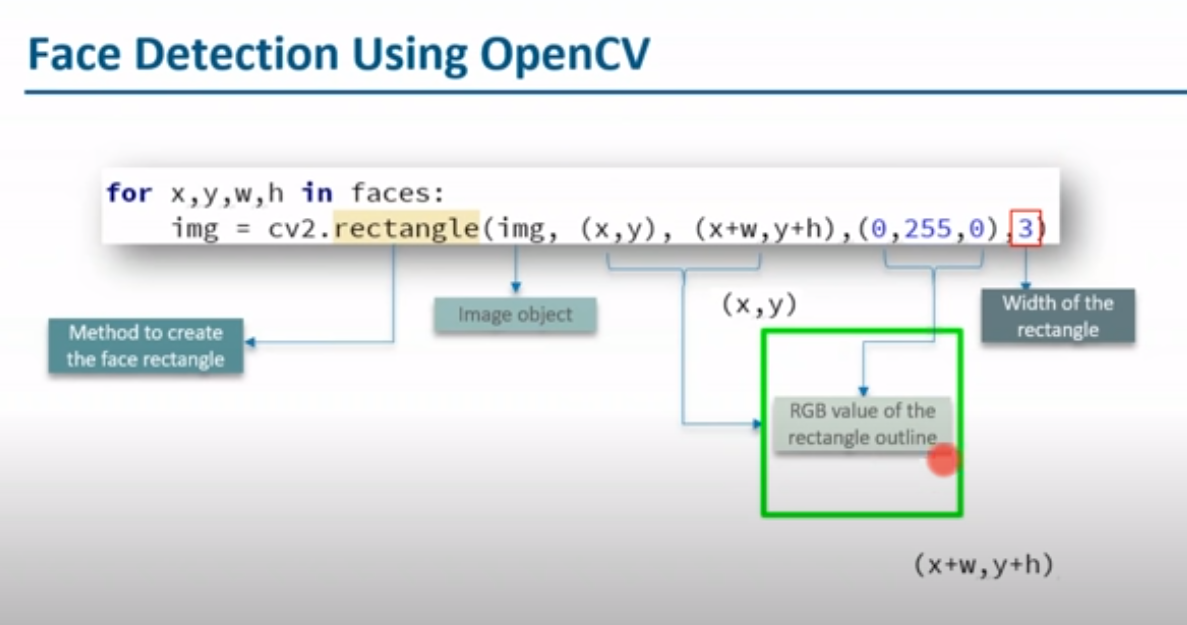 Face Detection Using OpenCV
for x,y,w,h in faces:
img = cv2.rectangle(img, (x,y), (x+w,y+h),(0,255,0),3)
Method to create
the face rectangle
Image object
(x,y)
Width of the
rectangle
RGB value of the
rectangle outline
(x+w,y+h)